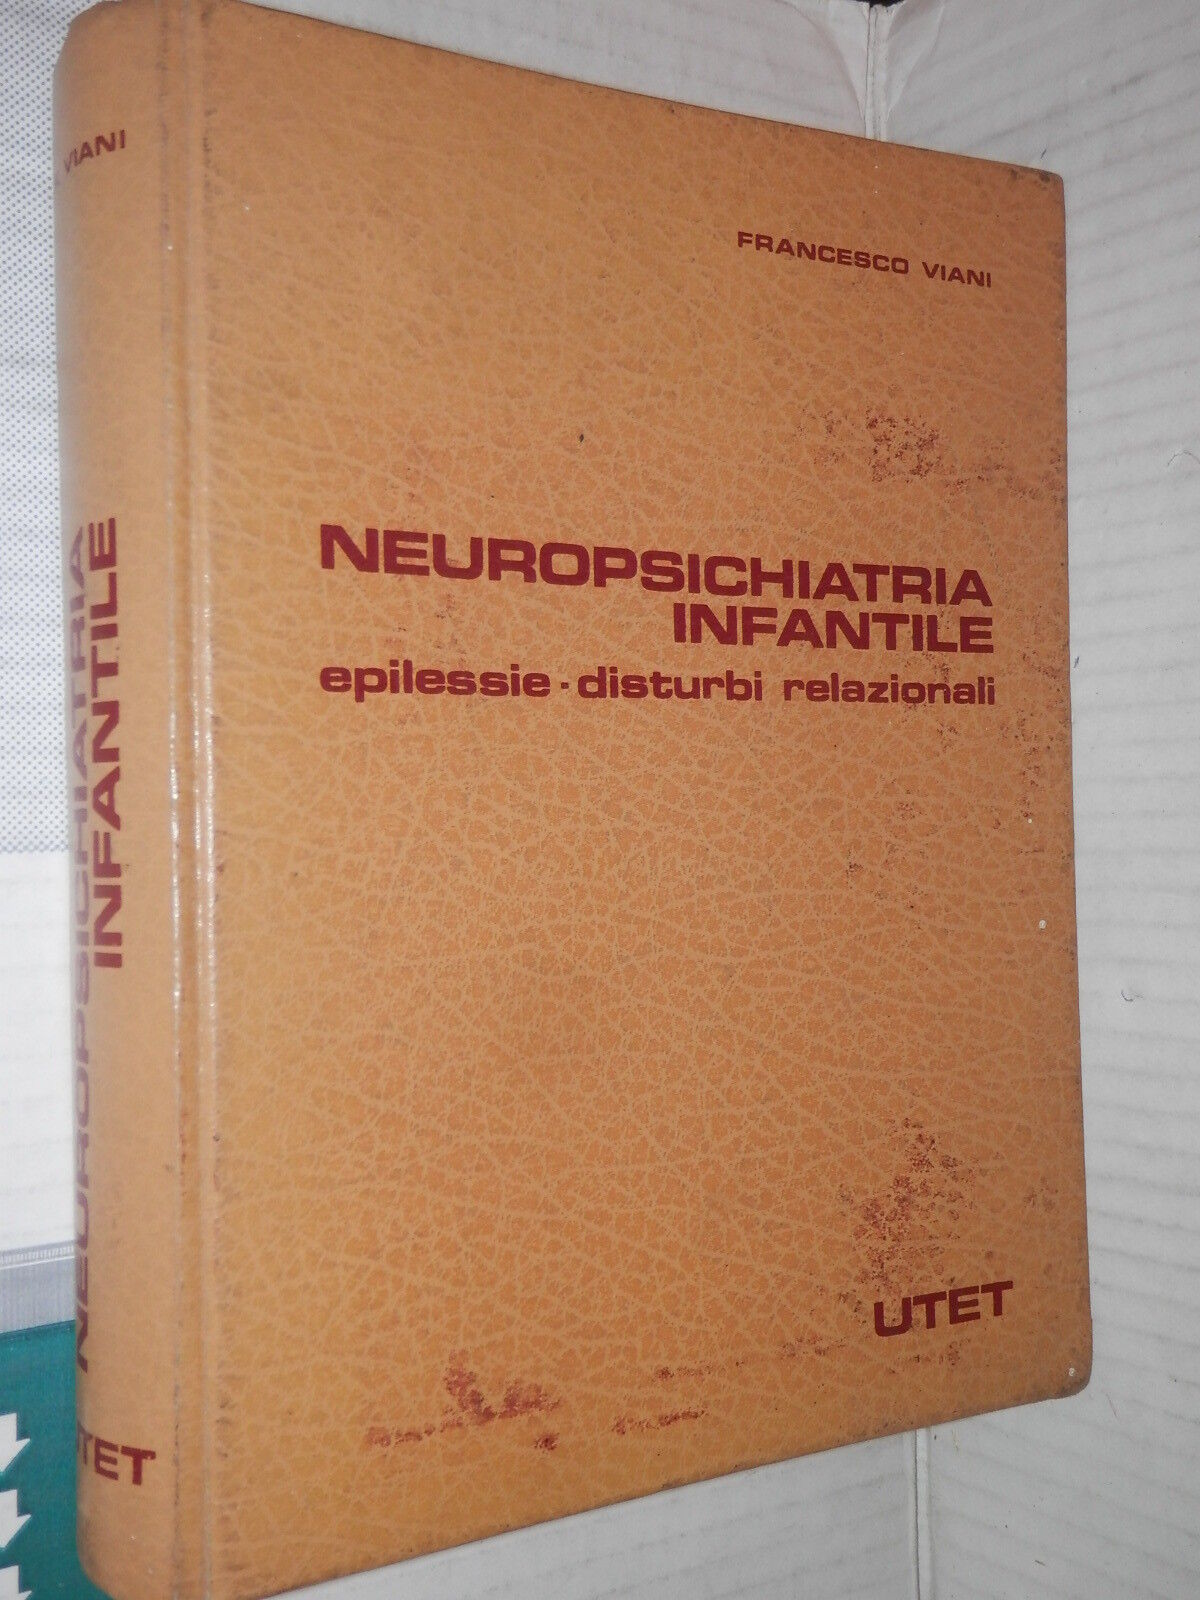 FRANCESCO VIANI
NEUROPSICHIATRIA
INFANTILE
epilessie · disturbi relazionali
UTET
VIANI
NEUROPSICHIATRIA
INFANTILE
UTET